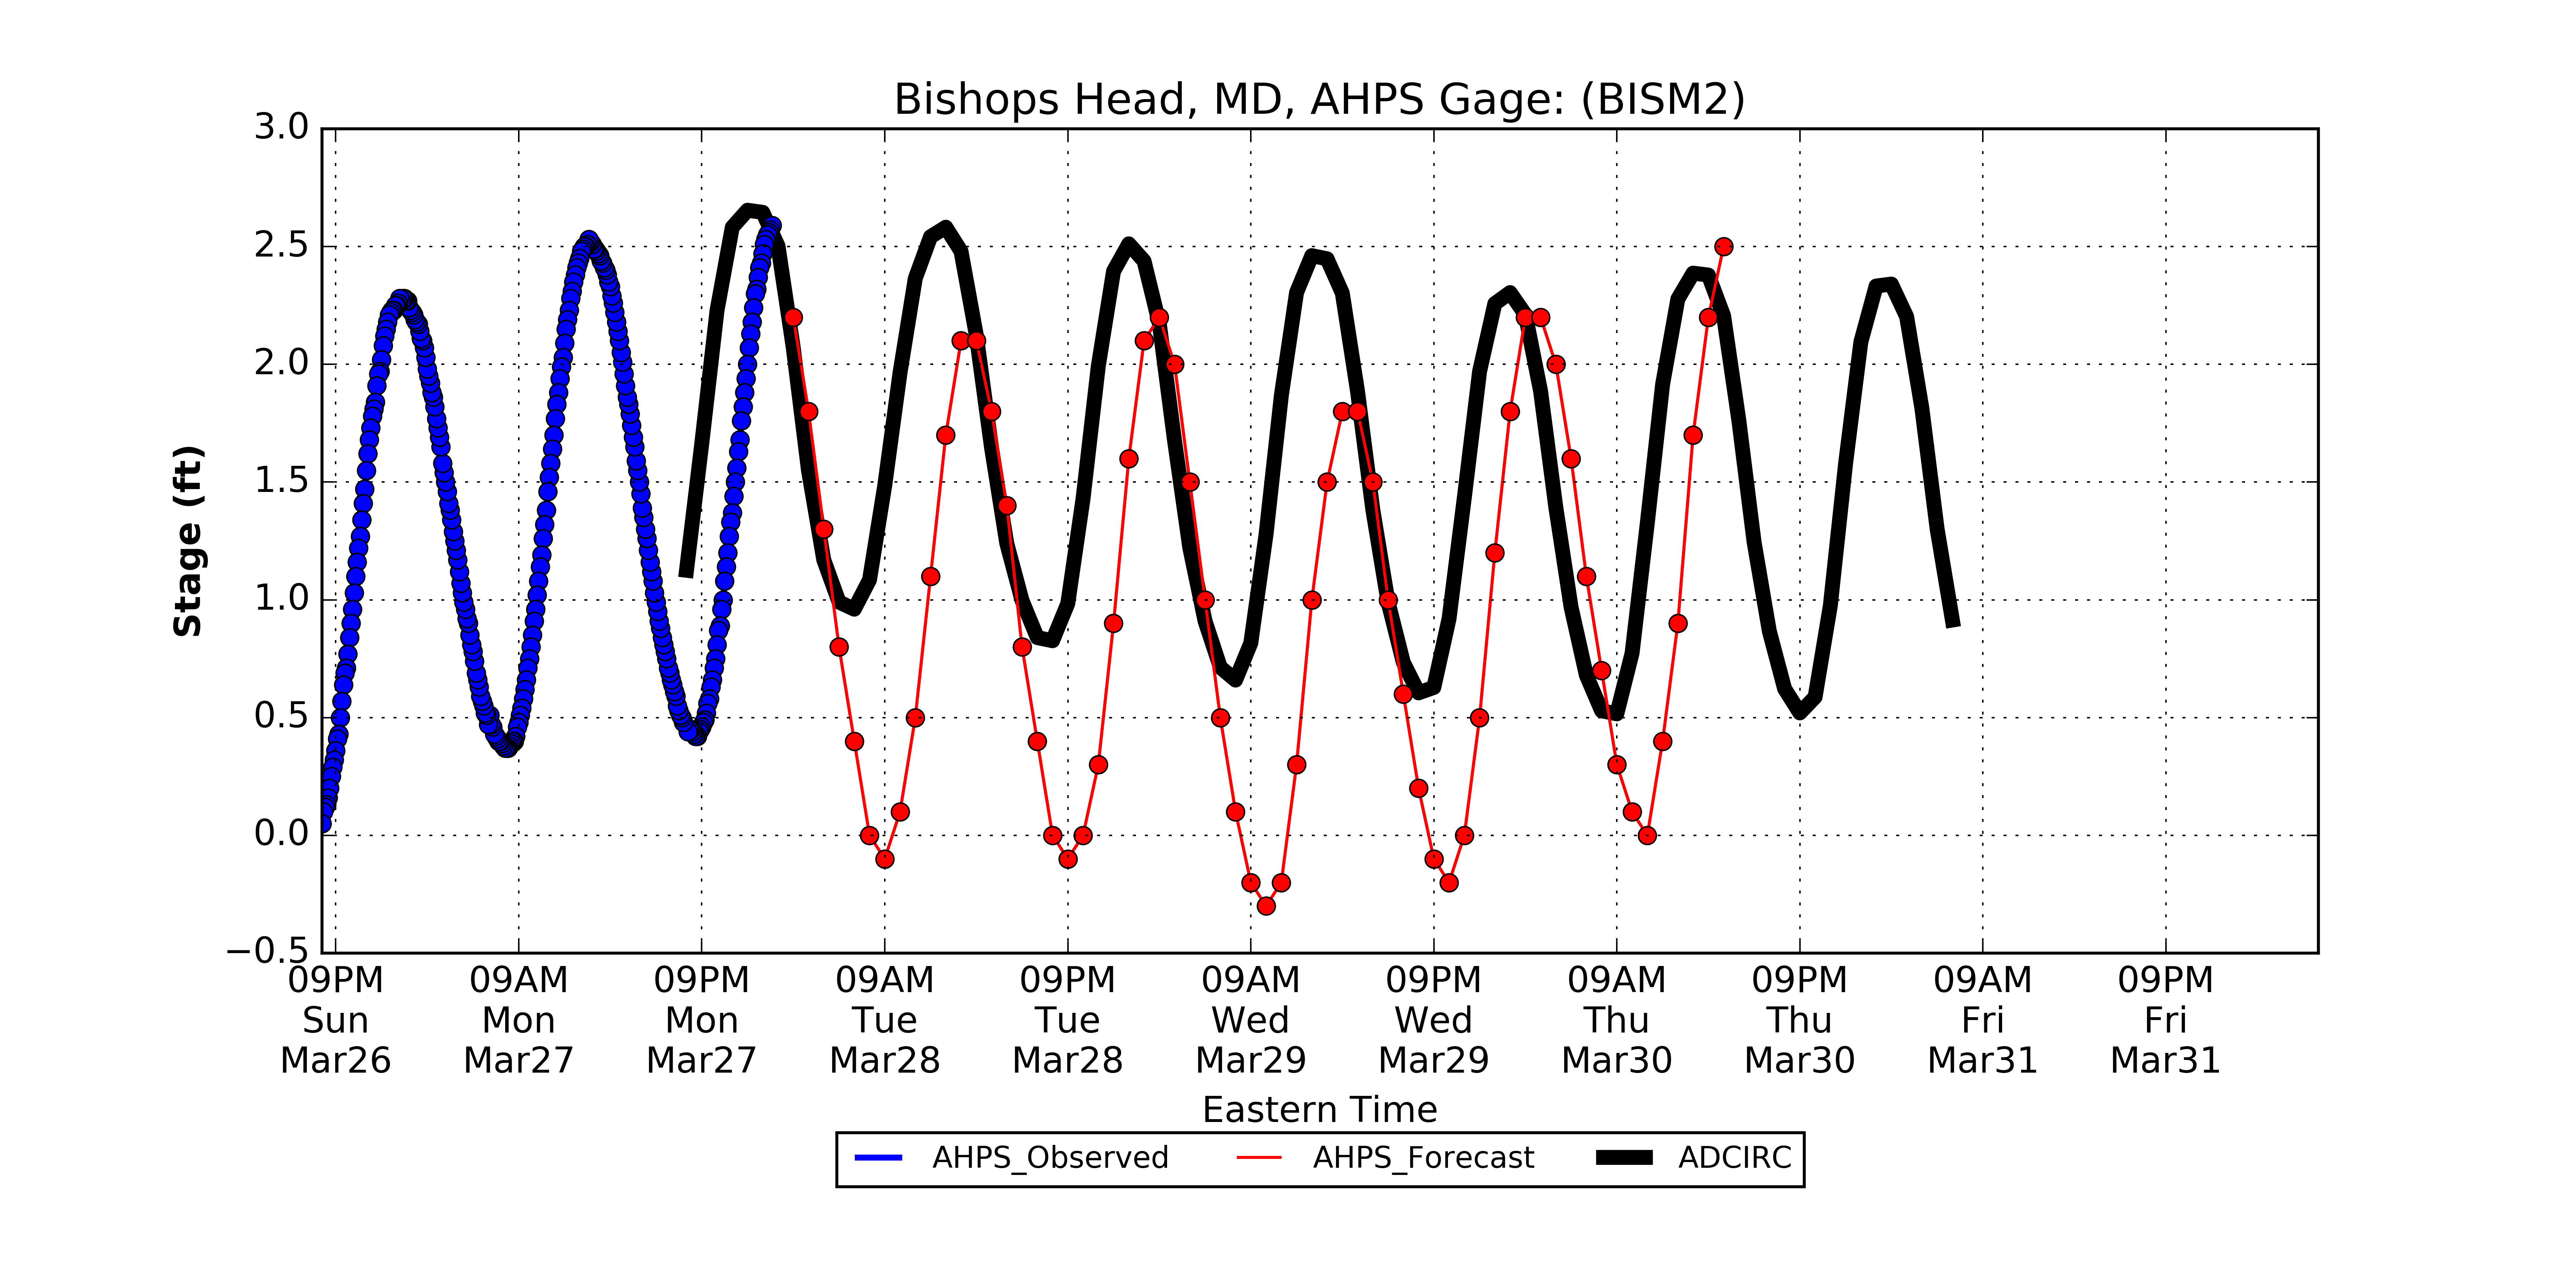 Bishops Head, MD, AHPS Gage: (BISM2)
3.0
2.5
2.0
1.5
1.0
0.5
0.0
−0.5
Stage (ft)
09PM 09AM 09PM 09AM 09PM 09AM 09PM 09AM 09PM 09AM 09PM
Sun Mon Mon Tue Tue Wed Wed Thu Thu Fri Fri
Mar26 Mar27 Mar27 Mar28 Mar28 Mar29 Mar29 Mar30 Mar30 Mar31 Mar31
Eastern Time
AHPS_Observed AHPS_Forecast ADCIRC